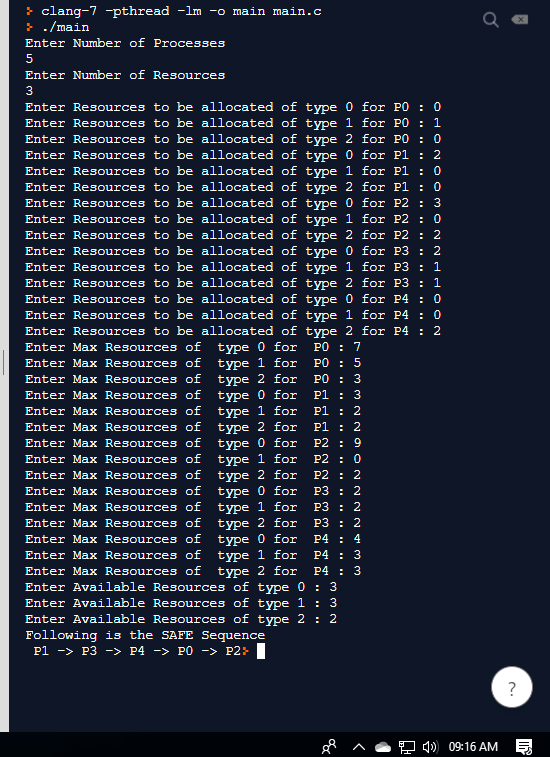 clang-7 -pthread -lm -o main main.c
./main
Enter Number of Processes
5
Enter Number of Resources
3
Enter Resources to be allocated of type 0 for P0 : 0
Enter Resources to be allocated of type 1 for P0 : 1
Enter Resources to be allocated of type 2 for P0 : 0
Enter Resources to be allocated of type 0 for P1 : 2
Enter Resources to be allocated of type 1 for P1 : 0
Enter Resources to be allocated of type 2 for P1 : 0
Enter Resources to be allocated of type 0 for P2 : 3
Enter Resources to be allocated of type 1 for P2 : 0
Enter Resources to be allocated of type 2 for P2 : 2
Enter Resources to be allocated of type 0 for P3 : 2
Enter Resources to be allocated of type 1 for P3 : 1
Enter Resources to be allocated of type 2 for P3 : 1
Enter Resources to be allocated of type 0 for P4 : 0
Enter Resources to be allocated of type 1 for P4 : 0
Enter Resources to be allocated of type 2 for P4 : 2
Enter Max Resources of  type 0 for  P0 : 7
Enter Max Resources of  type 1 for  P0 : 5
Enter Max Resources of  type 2 for  P0 : 3
Enter Max Resources of  type 0 for  P1 : 3
Enter Max Resources of  type 1 for  P1 : 2
Enter Max Resources of  type 2 for  P1 : 2
Enter Max Resources of  type 0 for  P2 : 9
Enter Max Resources of  type 1 for  P2 : 0
Enter Max Resources of  type 2 for  P2 : 2
Enter Max Resources of  type 0 for  P3 : 2
Enter Max Resources of  type 1 for  P3 : 2
Enter Max Resources of  type 2 for  P3 : 2
Enter Max Resources of  type 0 for  P4 : 4
Enter Max Resources of  type 1 for  P4 : 3
Enter Max Resources of  type 2 for  P4 : 3
Enter Available Resources of type 0 : 3
Enter Available Resources of type 1 : 3
Enter Available Resources of type 2 : 2
Following is the SAFE Sequence
 P1 -> P3 -> P4 -> P0 -> P2
?
09:16 AM